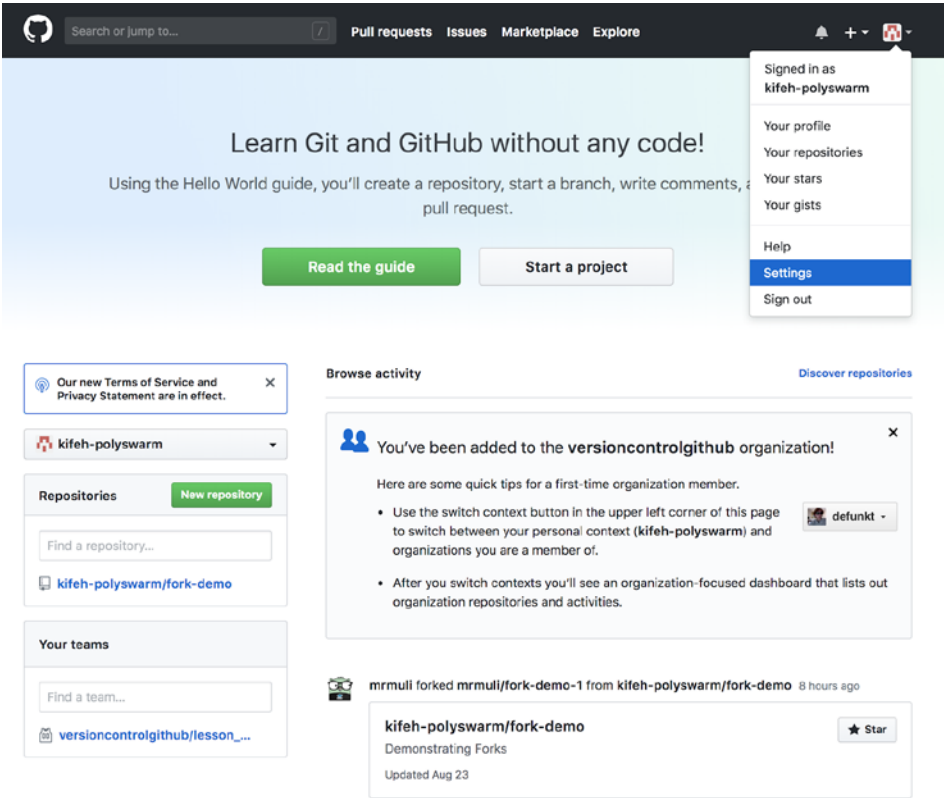 Search or jump to...
/
Pull requests Issues Marketplace Explore
Signed in as
kifeh-polyswarm
Your profile
Your repositories
Your stars
Your gists
Help
Settings
Sign out
Learn Git and GitHub without any code!
Using the Hello World guide, you'll create a repository, start a branch, write comments,
pull request.
Read the guide
Start a project
Our new Terms of Service and
Privacy Statement are in effect.
kifeh-polyswarm
Repositories
New repository
Find a repository...
kifeh-polyswarm/fork-demo
Your teams
Find a team...
versioncontrolgithub/lesson_...
Browse activity
Discover repositories
You've been added to the versioncontrolgithub organization!
Here are some quick tips for a first-time organization member.
• Use the switch context button in the upper left corner of this page
to switch between your personal context (kifeh-polyswarm) and
organizations you are a member of.
defunkt
• After you switch contexts you'll see an organization-focused dashboard that lists out
organization repositories and activities.
mrmuli forked mrmuli/fork-demo-1 from kifeh-polyswarm/fork-demo 8 hours ago
kifeh-polyswarm/fork-demo
Star
Demonstrating Forks
Updated Aug 23